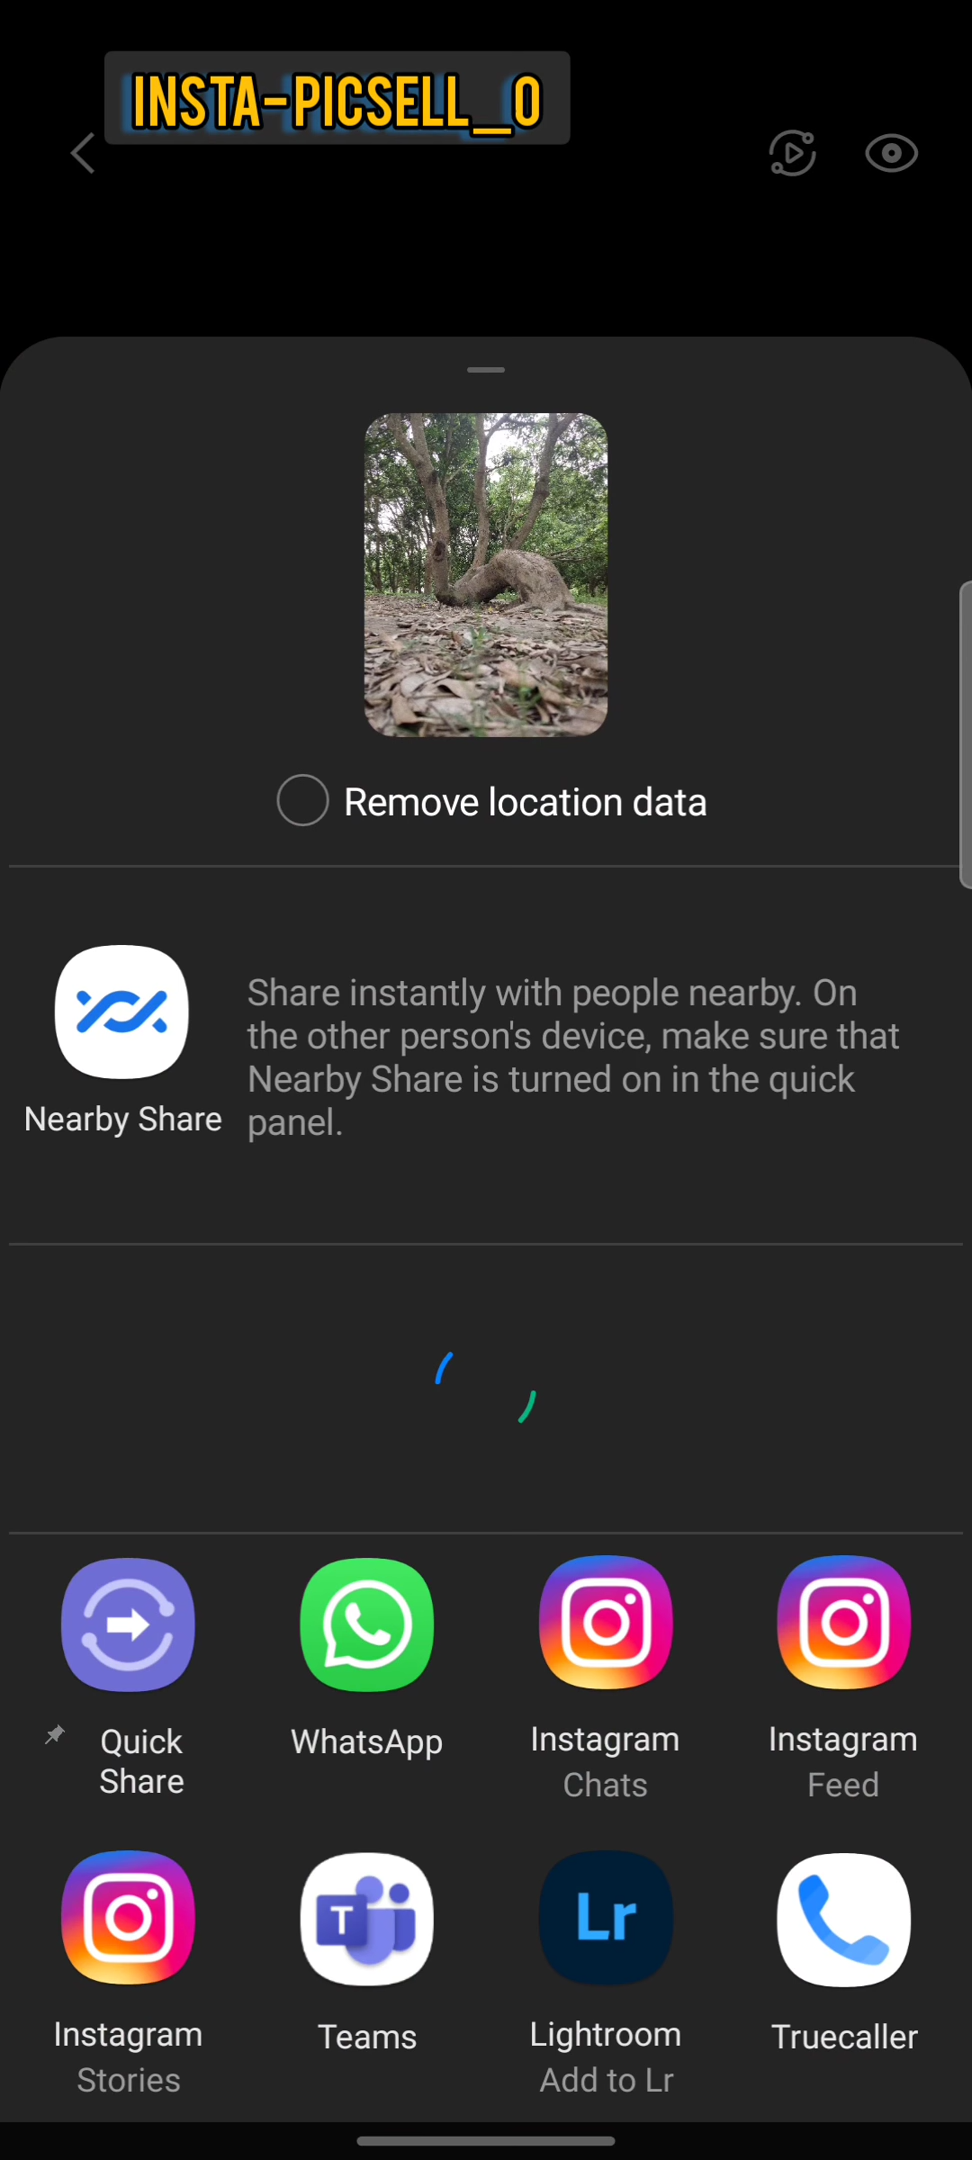 INSTA-PICSELL_O
Remove location data
Share instantly with people nearby. On
the other person's device, make sure that
Nearby Share is turned on in the quick
panel.
Nearby Share
Quick
Share
WhatsApp
Instagram
Chats
Instagram
Feed
Instagram
Stories
T
Teams
Lr
Lightroom
Add to Lr
Truecaller